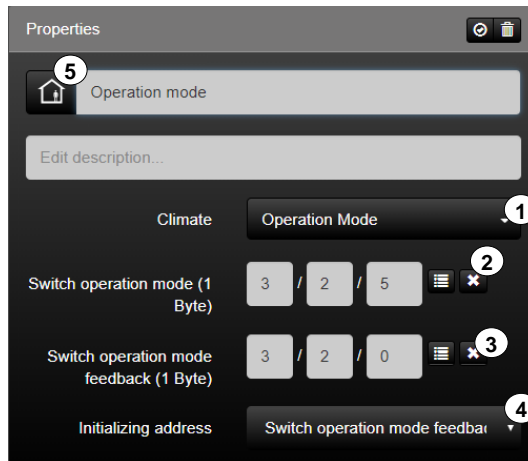 Properties
5
Operation mode
Edit description...
Climate Operation Mode 1
2
Switch operation mode (1 3 / 2 / 5
Byte)
3
Switch operation mode 3 / 2 / 0
feedback (1 Byte)
4
Initializing address Switch operation mode feedba